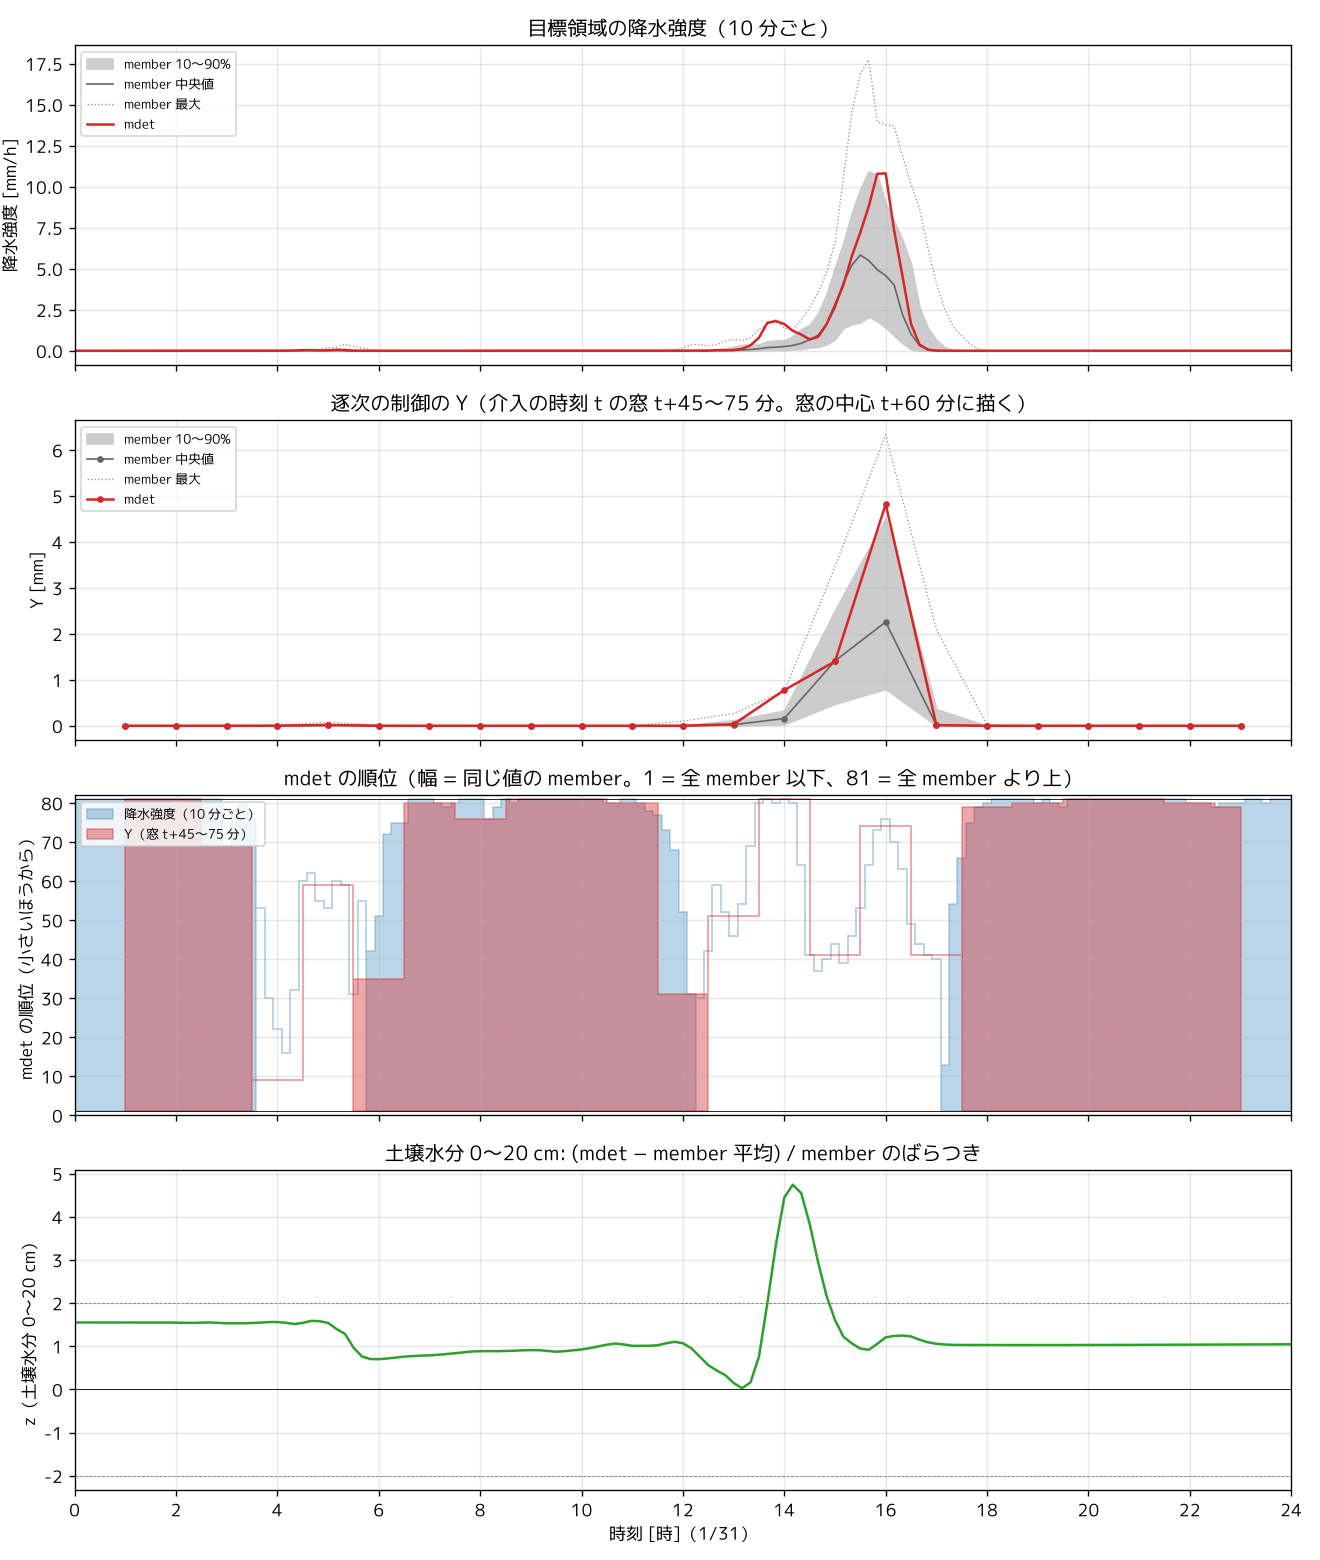 目標領域の降水強度（10 分ごと）
member 10～90%
member 中央値
member 最大
mdet
降水強度 [mm/h]
17.5
15.0
12.5
10.0
7.5
5.0
2.5
0.0
逐次の制御の Y（介入の時刻 t の窓 t+45～75 分。窓の中心 t+60 分に描く）
member 10～90%
member 中央値
member 最大
mdet
Y [mm]
6
5
4
3
2
1
0
mdet の順位（幅 = 同じ値の member。1 = 全 member 以下、81 = 全 member より上）
降水強度（10 分ごと）
Y（窓 t+45～75 分）
mdet の順位（小さいほうから）
80
70
60
50
40
30
20
10
0
土壌水分 0～20 cm: (mdet − member 平均) / member のばらつき
z（土壌水分 0～20 cm）
5
4
3
2
1
0
-1
-2
0 2 4 6 8 10 12 14 16 18 20 22 24
時刻 [時]（1/31）